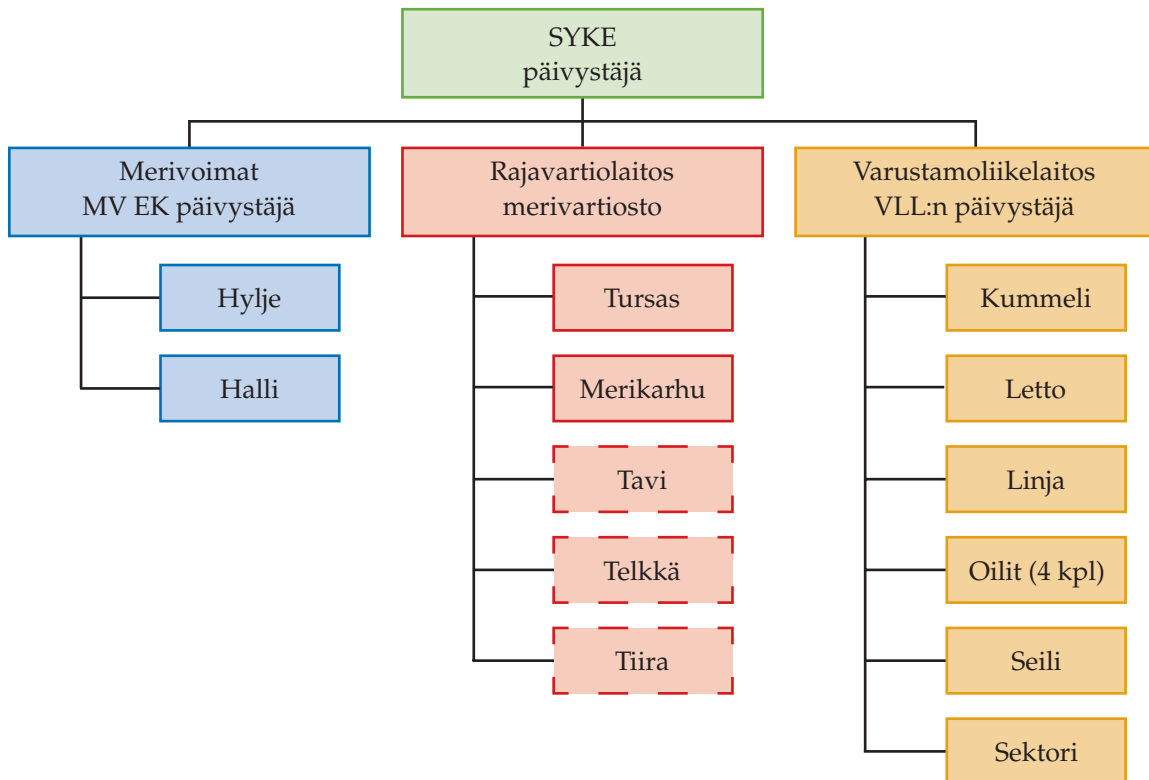 SYKE
päivystäjä
Merivoimat
MV EK päivystäjä
Hylje
Halli
Rajavartiolaitos
merivartiosto
Tursas
Merikarhu
Tavi
Telkkä
Tiira
Varustamoliikelaitos
VLL:n päivystäjä
Kummeli
Letto
Linja
Oilit (4 kpl)
Seili
Sektori